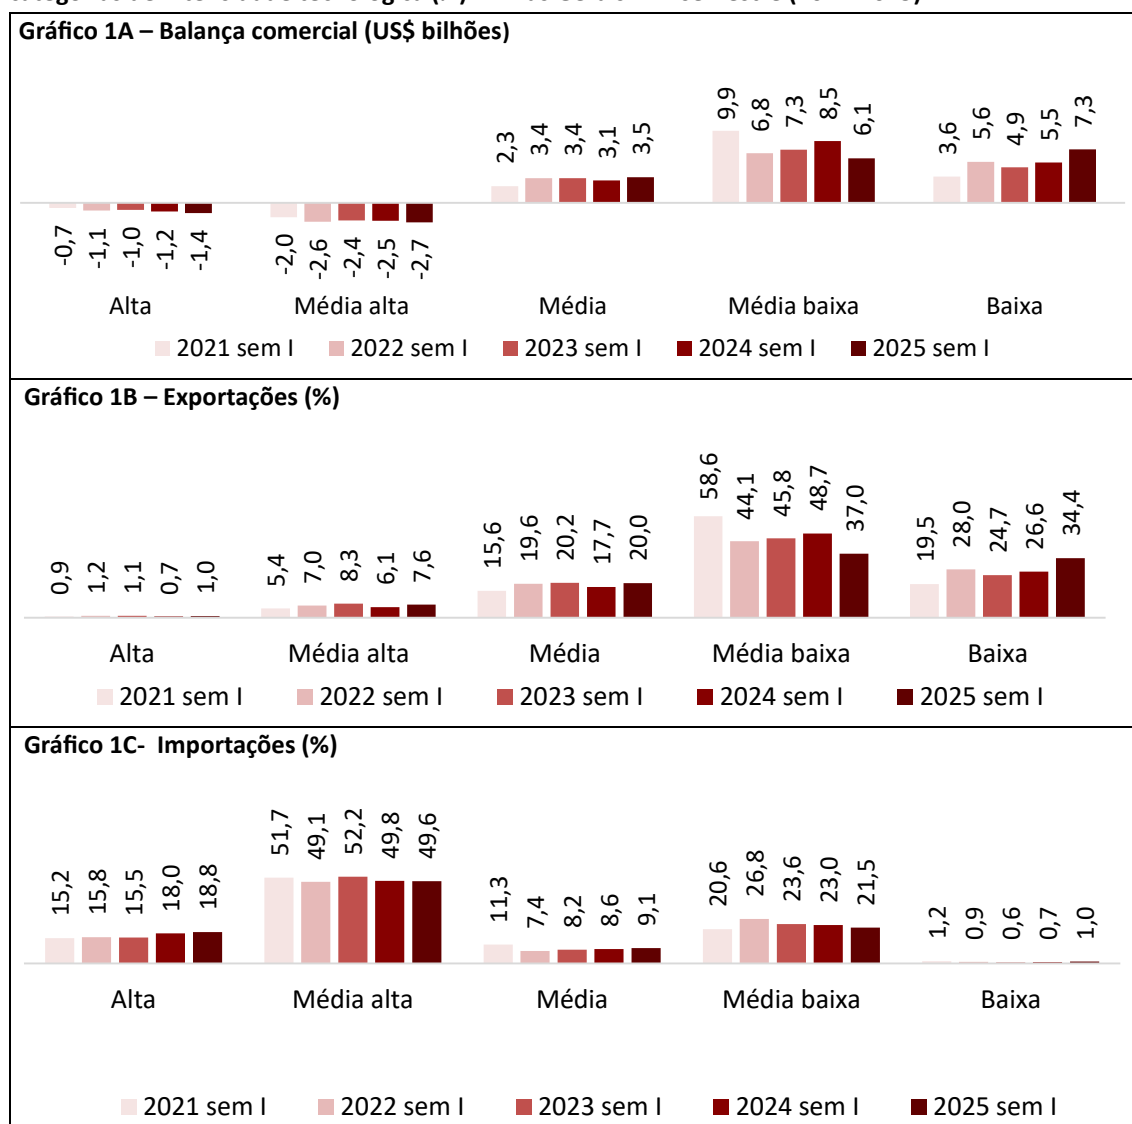 Gráfico 1A – Balança comercial (US$ bilhões)
-0,7 -1,1 -1,0 -1,2 -1,4 -2,0 -2,6 -2,4 -2,5 -2,7 2,3 3,4 3,4 3,1 3,5 9,9 6,8 7,3 8,5 6,1 3,6 5,6 4,9 5,5 7,3
Alta Média alta Média Média baixa Baixa
2021 sem I 2022 sem I 2023 sem I 2024 sem I 2025 sem I
Gráfico 1B – Exportações (%)
0,9 1,2 1,1 0,7 1,0 5,4 7,0 8,3 6,1 7,6 15,6 19,6 20,2 17,7 20,0 58,6 44,1 45,8 48,7 37,0 19,5 28,0 24,7 26,6 34,4
Alta Média alta Média Média baixa Baixa
2021 sem I 2022 sem I 2023 sem I 2024 sem I 2025 sem I
Gráfico 1C- Importações (%)
15,2 15,8 15,5 18,0 18,8 51,7 49,1 52,2 49,8 49,6 11,3 7,4 8,2 8,6 9,1 20,6 26,8 23,6 23,0 21,5 1,2 0,9 0,6 0,7 1,0
Alta Média alta Média Média baixa Baixa
2021 sem I 2022 sem I 2023 sem I 2024 sem I 2025 sem I